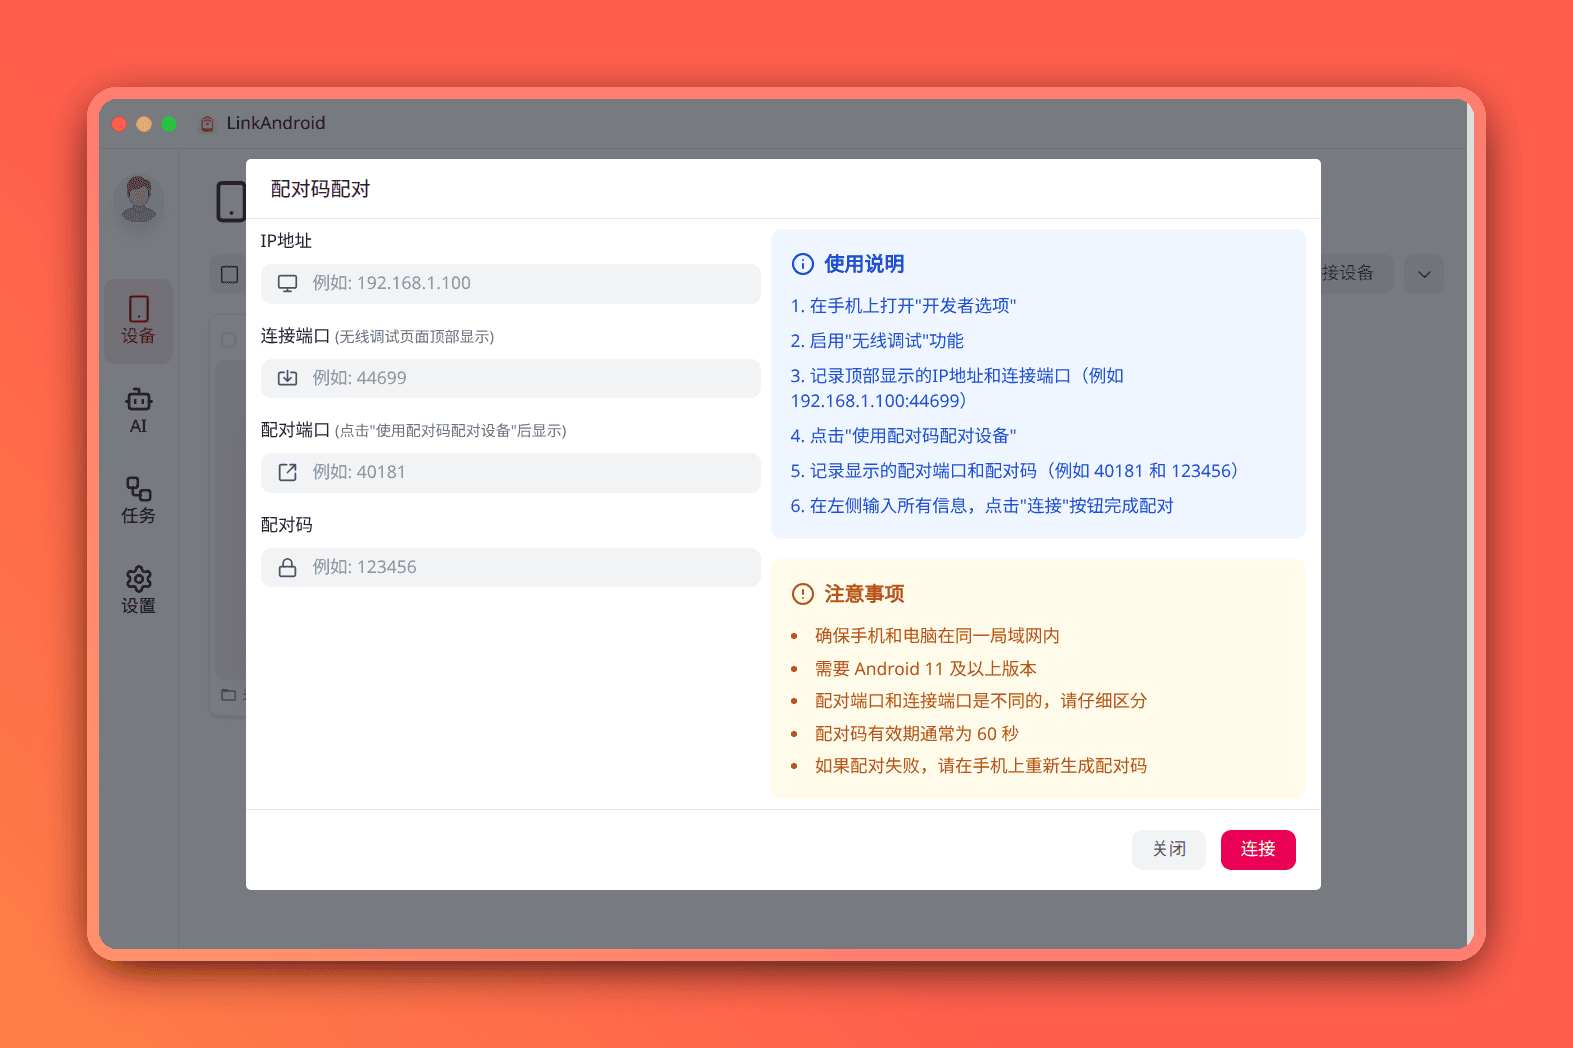 LinkAndroid
设备
AI
任务
设置
接设备
配对码配对
IP地址
例如: 192.168.1.100
连接端口 (无线调试页面顶部显示)
例如: 44699
配对端口 (点击"使用配对码配对设备"后显示)
例如: 40181
配对码
例如: 123456
使用说明
1. 在手机上打开"开发者选项"
2. 启用"无线调试"功能
3. 记录顶部显示的IP地址和连接端口（例如
192.168.1.100:44699）
4. 点击"使用配对码配对设备"
5. 记录显示的配对端口和配对码（例如 40181 和 123456）
6. 在左侧输入所有信息，点击"连接"按钮完成配对
注意事项
• 确保手机和电脑在同一局域网内
• 需要 Android 11 及以上版本
• 配对端口和连接端口是不同的，请仔细区分
• 配对码有效期通常为 60 秒
• 如果配对失败，请在手机上重新生成配对码
关闭
连接